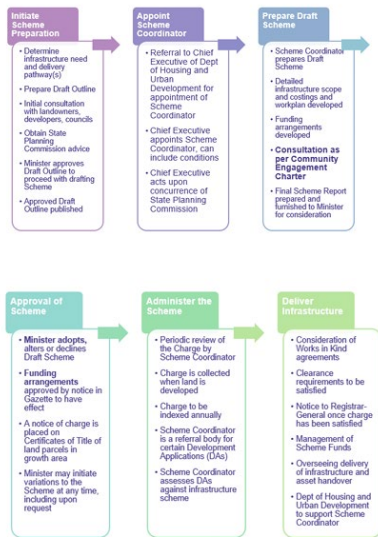 Initiate
Scheme
Preparation
• Determine
infrastructure need
and delivery
pathway(s)
• Prepare Draft Outline
• Initial consultation
with landowners,
developers, councils
• Obtain State
Planning
Commission advice
• Minister approves
Draft Outline to
proceed with drafting
Scheme
• Approved Draft
Outline published
Appoint
Scheme
Coordinator
• Referral to Chief
Executive of Dept
of Housing and
Urban
Development for
appointment of
Scheme
Coordinator
• Chief Executive
appoints Scheme
Coordinator, can
include conditions
• Chief Executive
acts upon
concurrence of
State Planning
Commission
Prepare Draft
Scheme
• Scheme Coordinator
prepares Draft
Scheme
• Detailed
infrastructure scope
and costings and
workplan developed
• Funding
arrangements
developed
• Consultation as
per Community
Engagement
Charter
• Final Scheme Report
prepared and
furnished to Minister
for consideration
Approval of
Scheme
• Minister adopts,
alters or declines
Draft Scheme
• Funding
arrangements
approved by notice in
Gazette to have
effect
• A notice of charge is
placed on
Certificates of Title of
land parcels in
growth area
• Minister may initiate
variations to the
Scheme at any time,
including upon
request
Administer the
Scheme
• Periodic review of
the Charge by
Scheme Coordinator
• Charge is collected
when land is
developed
• Charge to be
indexed annually
• Scheme Coordinator
is a referral body for
certain Development
Applications (DAs)
• Scheme Coordinator
assesses DAs
against infrastructure
scheme
Deliver
Infrastructure
• Consideration of
Works in Kind
agreements
• Clearance
requirements to be
satisfied
• Notice to Registrar-
General once charge
has been satisfied
• Management of
Scheme Funds
• Overseeing delivery
of infrastructure and
asset handover
• Dept of Housing and
Urban Development
to support Scheme
Coordinator